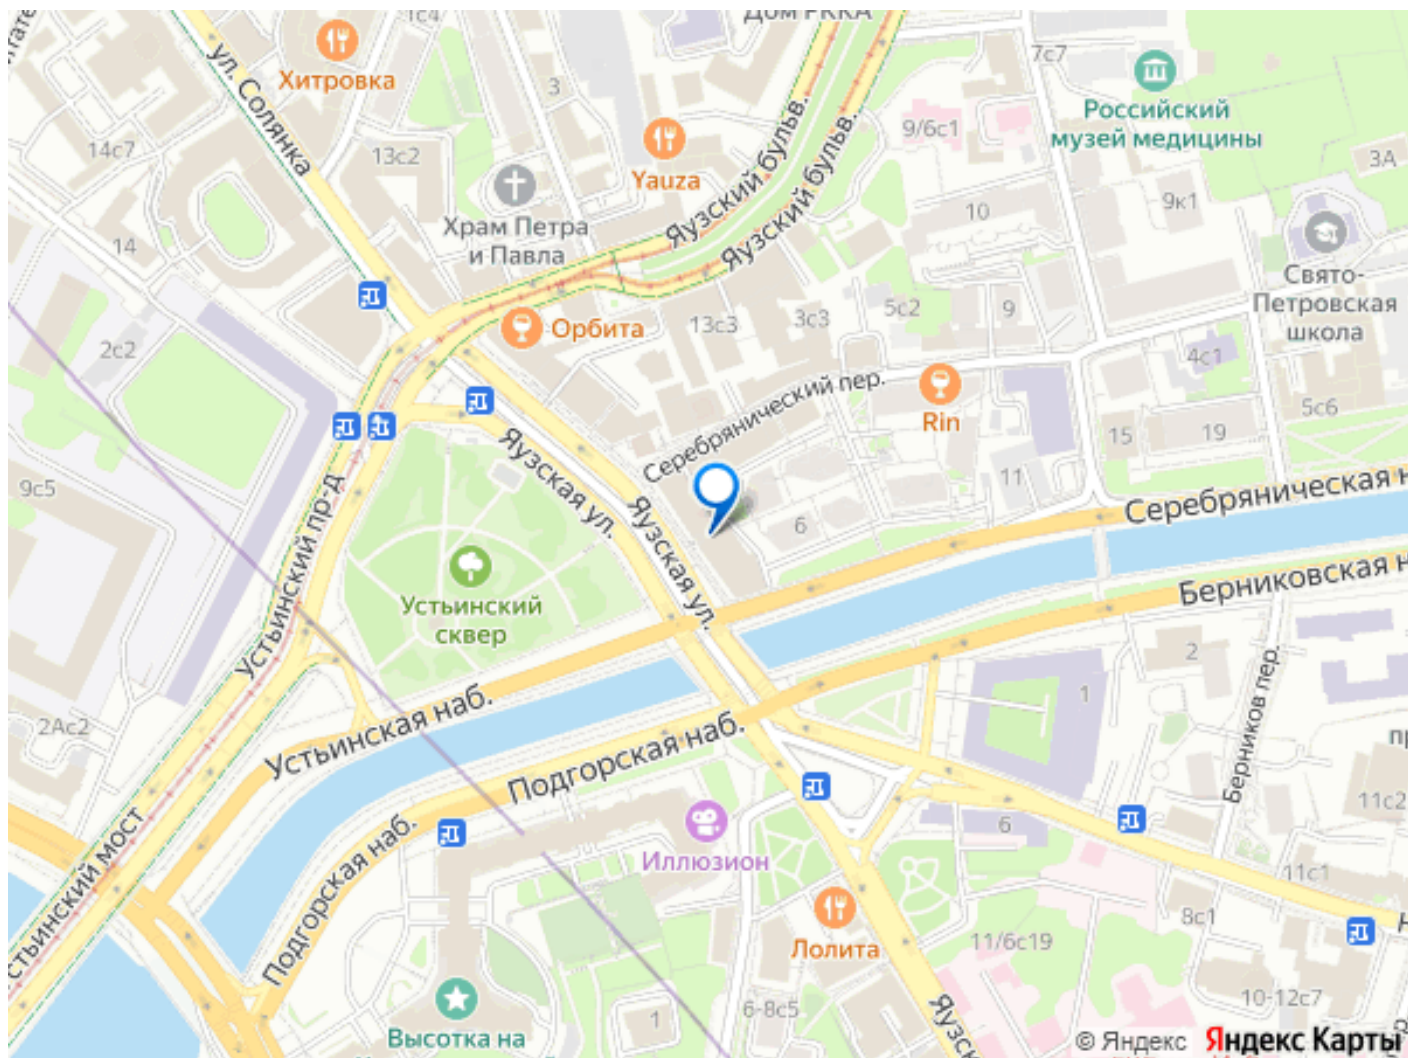 Дом РККА
1с4
Хитровка
ул. Солянка
14с7
13с2
3
14
7с7
Российский
музей медицины
9/6с1
3А
Yauza
Храм Петра
и Павла
Яузский бульв.
Яузский бульв.
10
9к1
Свято-
Петровская
школа
Орбита
13с3
3с3
5с2
9
4с1
2с2
Серебрянический пер.
Rin
5с6
15
19
11
9с5
6
Яузская ул.
Яузская ул.
Устьинский пр-д
Устьинский
сквер
Серебряническая н
Берниковская н
2
1
Берников пер.
2Ас2
Устьинская наб.
Подгорская наб.
Подгорская наб.
11с2
6
Иллюзион
11с1
8с1
Лолита
11/6с19
10-12с7
6-8с5
1
стьинский мост
Высотка на
Яузск
© Яндекс Яндекс Карты